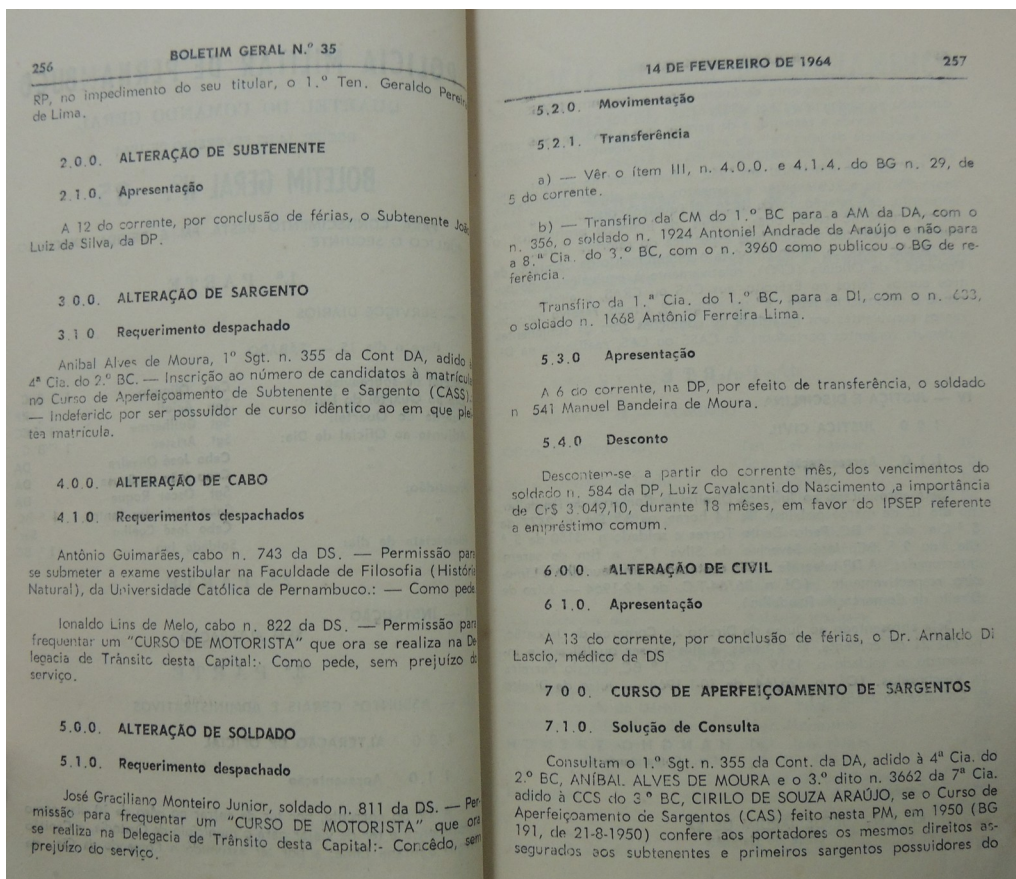 256
BOLETIM GERAL N.º 35
RP, no impedimento do seu titular, o 1.º Ten. Geraldo Pereira
de Lima.
2.0.0. ALTERAÇÃO DE SUBTENENTE
2.1.0. Apresentação
A 12 do corrente, por conclusão de férias, o Subtenente João
Luiz da Silva, da DP.
3 0.0. ALTERAÇÃO DE SARGENTO
3.1 0 Requerimento despachado
Anibal Alves de Moura, 1º Sgt. n. 355 da Cont DA, adido
4ª Cia. do 2.º BC. — Inscrição ao número de candidatos à matrícula
no Curso de Aperfeiçoamento de Subtenente e Sargento (CASS).
— Indeferido por ser possuidor de curso idêntico ao em que plei-
tea matrícula.
4.0.0. ALTERAÇÃO DE CABO
4.1 0. Requerimentos despachados
Antônio Guimarães, cabo n. 743 da DS. — Permissão para
se submeter a exame vestibular na Faculdade de Filosofia (História
Natural), da Universidade Católica de Pernambuco.: — Como pede.
Ionaldo Lins de Melo, cabo n. 822 da DS. — Permissão para
frequentar um "CURSO DE MOTORISTA" que ora se realiza na De
legacia de Trânsito desta Capital:- Como pede, sem prejuízo do
serviço.
5.0.0. ALTERAÇÃO DE SOLDADO
5.1.0. Requerimento despachado
José Graciliano Monteiro Junior, soldado n. 811 da DS. — Per-
missão para frequentar um "CURSO DE MOTORISTA" que ora
se realiza na Delegacia de Trânsito desta Capital:- Concêdo, sem
prejuízo do serviço.
14 DE FEVEREIRO DE 1964
257
5.2.0. Movimentação
5.2.1. Transferência
a) — Vêr o ítem III, n. 4.0.0. e 4.1.4. do BG n. 29, de
5 do corrente.
b) — Transfiro da CM do 1.º BC para a AM da DA, com o
n. 356, o soldado n. 1924 Antoniel Andrade de Araújo e não para
a 8.ª Cia. do 3.º BC, com o n. 3960 como publicou o BG de re-
ferência.
Transfiro da 1.ª Cia. do 1.º BC, para a DI, com o n.
o soldado n. 1668 Antônio Ferreira Lima.
5.3.0 Apresentação
A 6 do corrente, na DP, por efeito de transferência, o soldado
n 541 Manuel Bandeira de Moura.
5.4.0 Desconto
Descontem-se a partir do corrente mês, dos vencimentos do
soldado n. 584 da DP, Luiz Cavalcanti do Nascimento ,a importância
de Cr$ 3.049,10, durante 18 mêses, em favor do IPSEP referente
a empréstimo comum.
6 0 0. ALTERAÇÃO DE CIVIL
6 1.0. Apresentação
A 13 do corrente, por conclusão de férias, o Dr. Arnaldo Di
Lascio, médico da DS
7 0 0. CURSO DE APERFEIÇOAMENTO DE SARGENTOS
7.1.0. Solução de Consulta
Consultam o 1.º Sgt. n. 355 da Cont. da DA, adido à 4ª Cia. do
2.º BC, ANÍBAL ALVES DE MOURA e o 3.º dito n. 3662 da 7ª Cia.
adido à CCS do 3º BC, CIRILO DE SOUZA ARAÚJO, se o Curso de
Aperfeiçoamento de Sargentos (CAS) feito nesta PM, em 1950 (BG
191, de 21-8-1950) confere aos portadores os mesmos direitos as-
segurados aos subtenentes e primeiros sargentos possuidores do